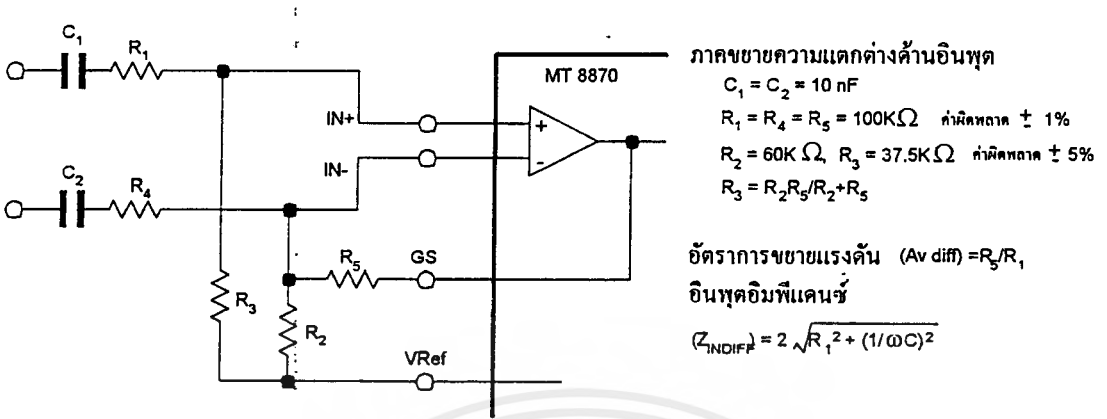 C1
R1
MT 8870
IN+
+
IN-
-
C2
R4
R5
GS
R3
R2
VRef
ภาคขยายความแตกต่างด้านอินพุต
C1 = C2 = 10 nF
R1 = R4 = R5 = 100KΩ ค่าผิดพลาด ± 1%
R2 = 60K Ω, R3 = 37.5K Ω ค่าผิดพลาด ± 5%
R3 = R2R5/R2+R5
อัตราการขยายแรงดัน (Av diff) =R5/R1
อินพุตอิมพีแดนซ์
(ZINDIFF) = 2 √R1² + (1/ωC)²